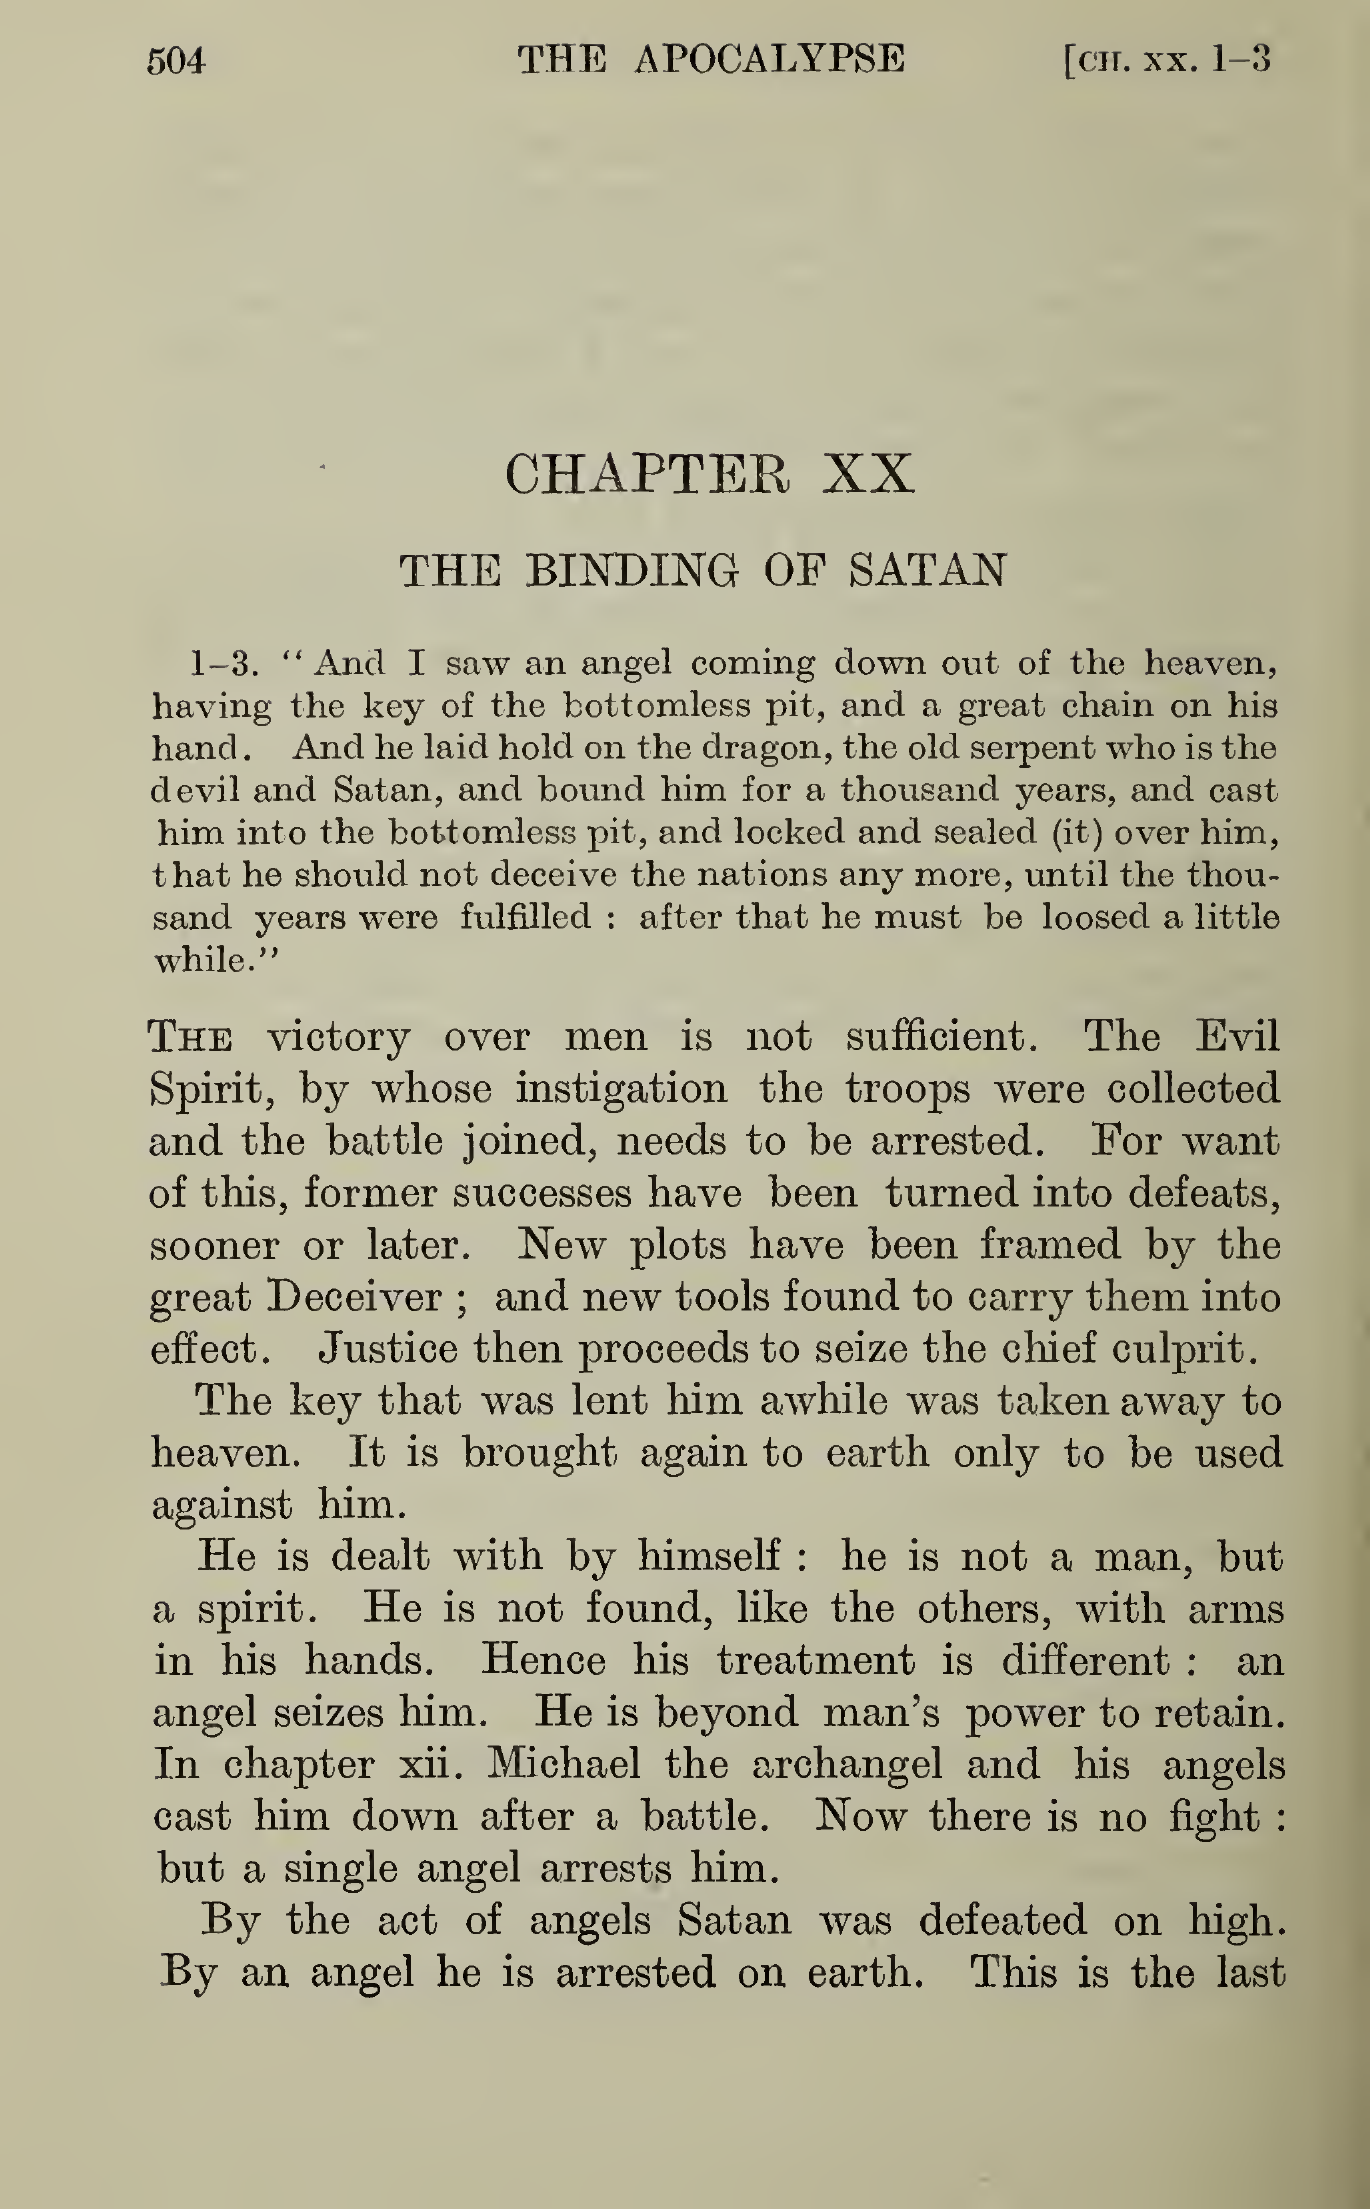 504 THE APOCALYPSE [CH. XX. 1–3
CHAPTER XX
THE BINDING OF SATAN
1–3. “And I saw an angel coming down out of the heaven,
having the key of the bottomless pit, and a great chain on his
hand. And he laid hold on the dragon, the old serpent who is the
devil and Satan, and bound him for a thousand years, and cast
him into the bottomless pit, and locked and sealed (it) over him,
that he should not deceive the nations any more, until the thou-
sand years were fulfilled : after that he must be loosed a little
while.”
THE victory over men is not sufficient. The Evil
Spirit, by whose instigation the troops were collected
and the battle joined, needs to be arrested. For want
of this, former successes have been turned into defeats,
sooner or later. New plots have been framed by the
great Deceiver ; and new tools found to carry them into
effect. Justice then proceeds to seize the chief culprit.
The key that was lent him awhile was taken away to
heaven. It is brought again to earth only to be used
against him.
He is dealt with by himself : he is not a man, but
a spirit. He is not found, like the others, with arms
in his hands. Hence his treatment is different : an
angel seizes him. He is beyond man’s power to retain.
In chapter xii. Michael the archangel and his angels
cast him down after a battle. Now there is no fight :
but a single angel arrests him.
By the act of angels Satan was defeated on high.
By an angel he is arrested on earth. This is the last